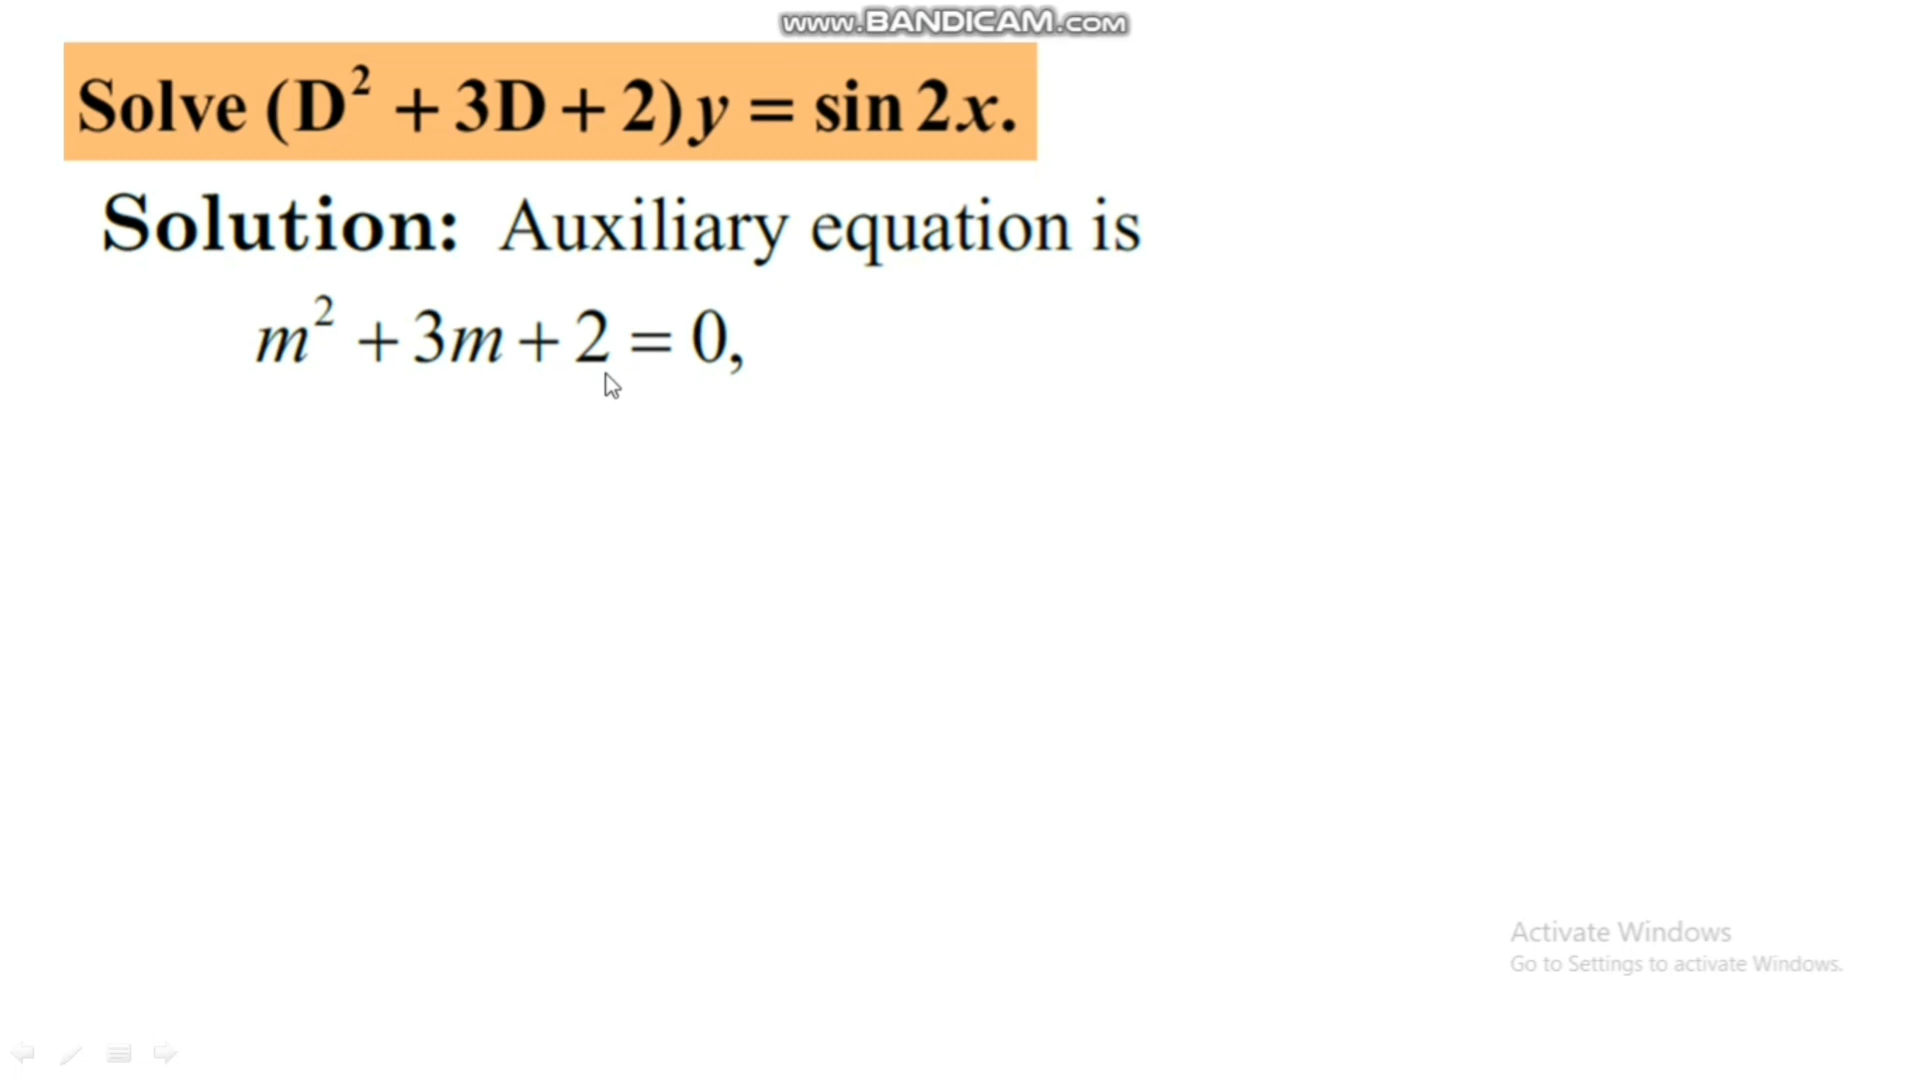 www.BANDICAM.com
Solve (D² + 3D + 2) y = sin 2x.
Solution: Auxiliary equation is
m² + 3m + 2 = 0,
Activate Windows
Go to Settings to activate Windows.